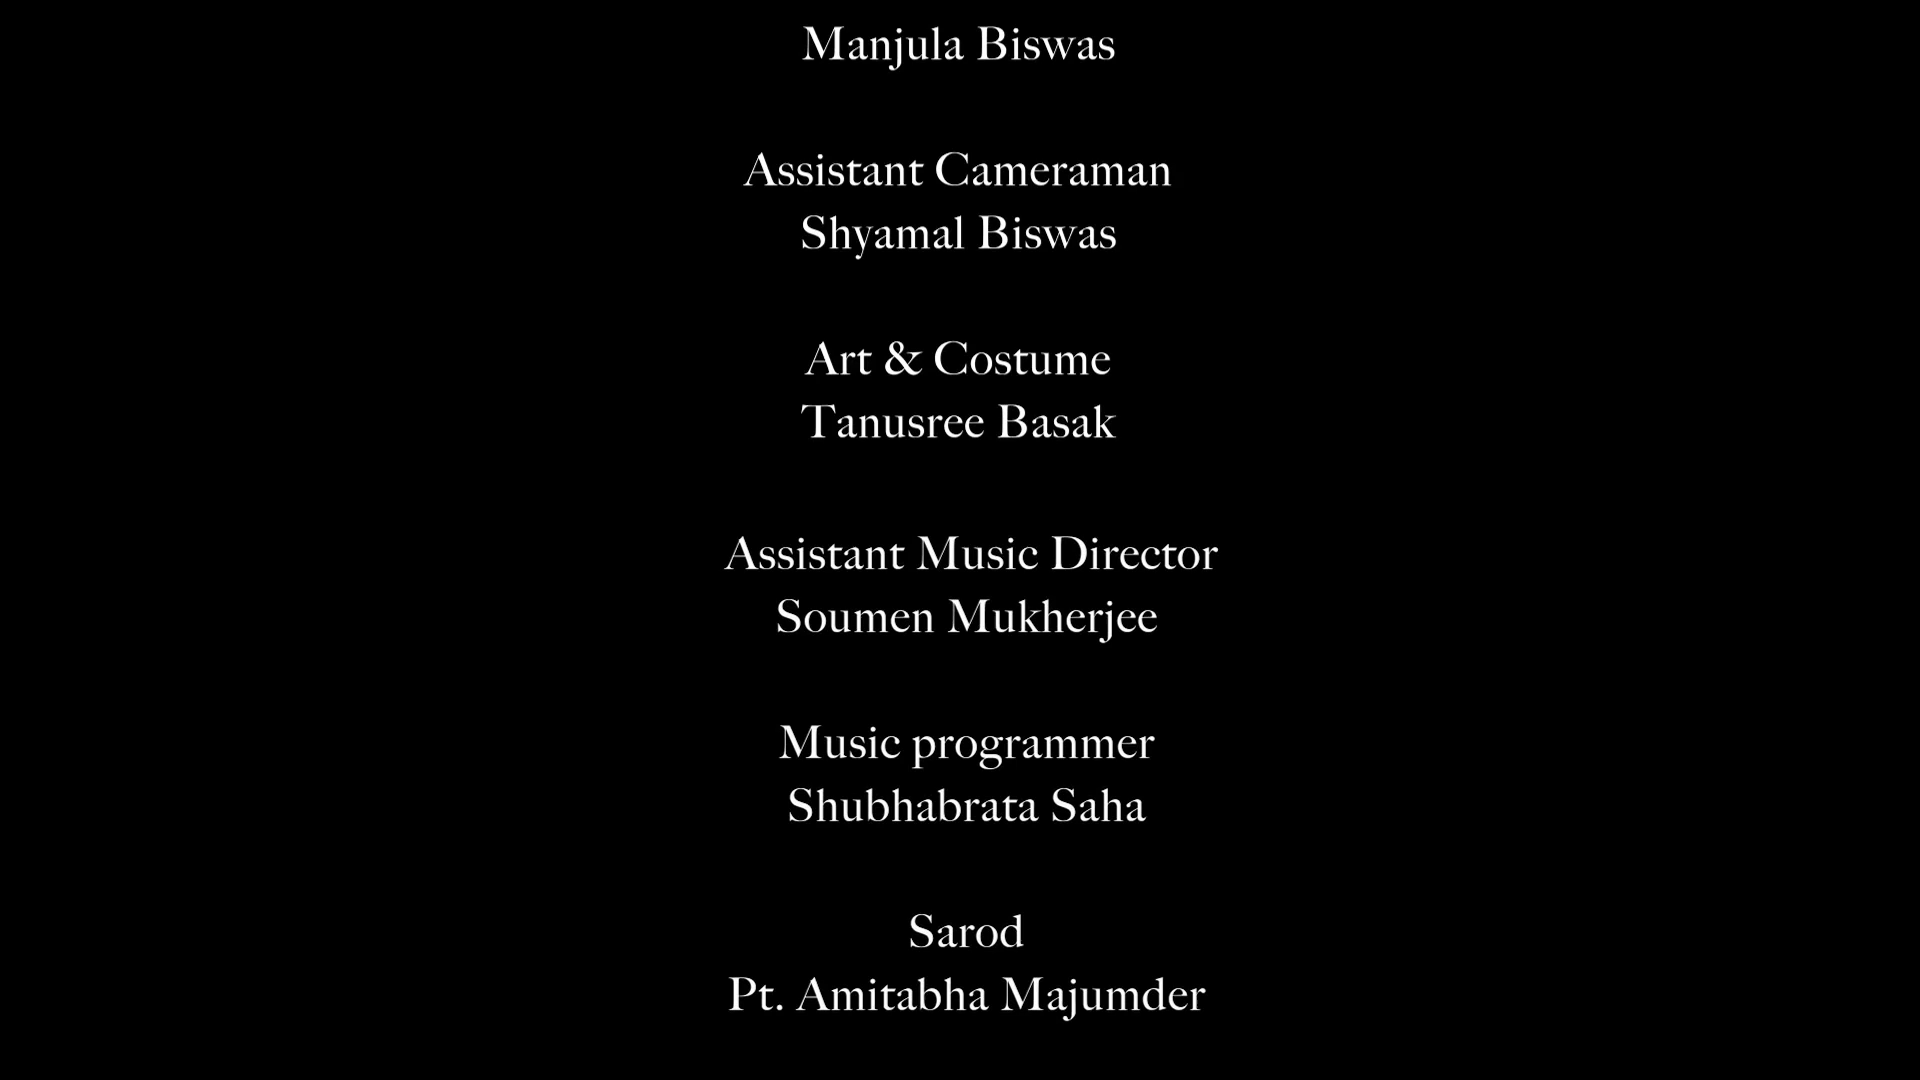 Manjula Biswas
Assistant Cameraman
Shyamal Biswas
Art & Costume
Tanusree Basak
Assistant Music Director
Soumen Mukherjee
Music programmer
Shubhabrata Saha
Sarod
Pt. Amitabha Majumder